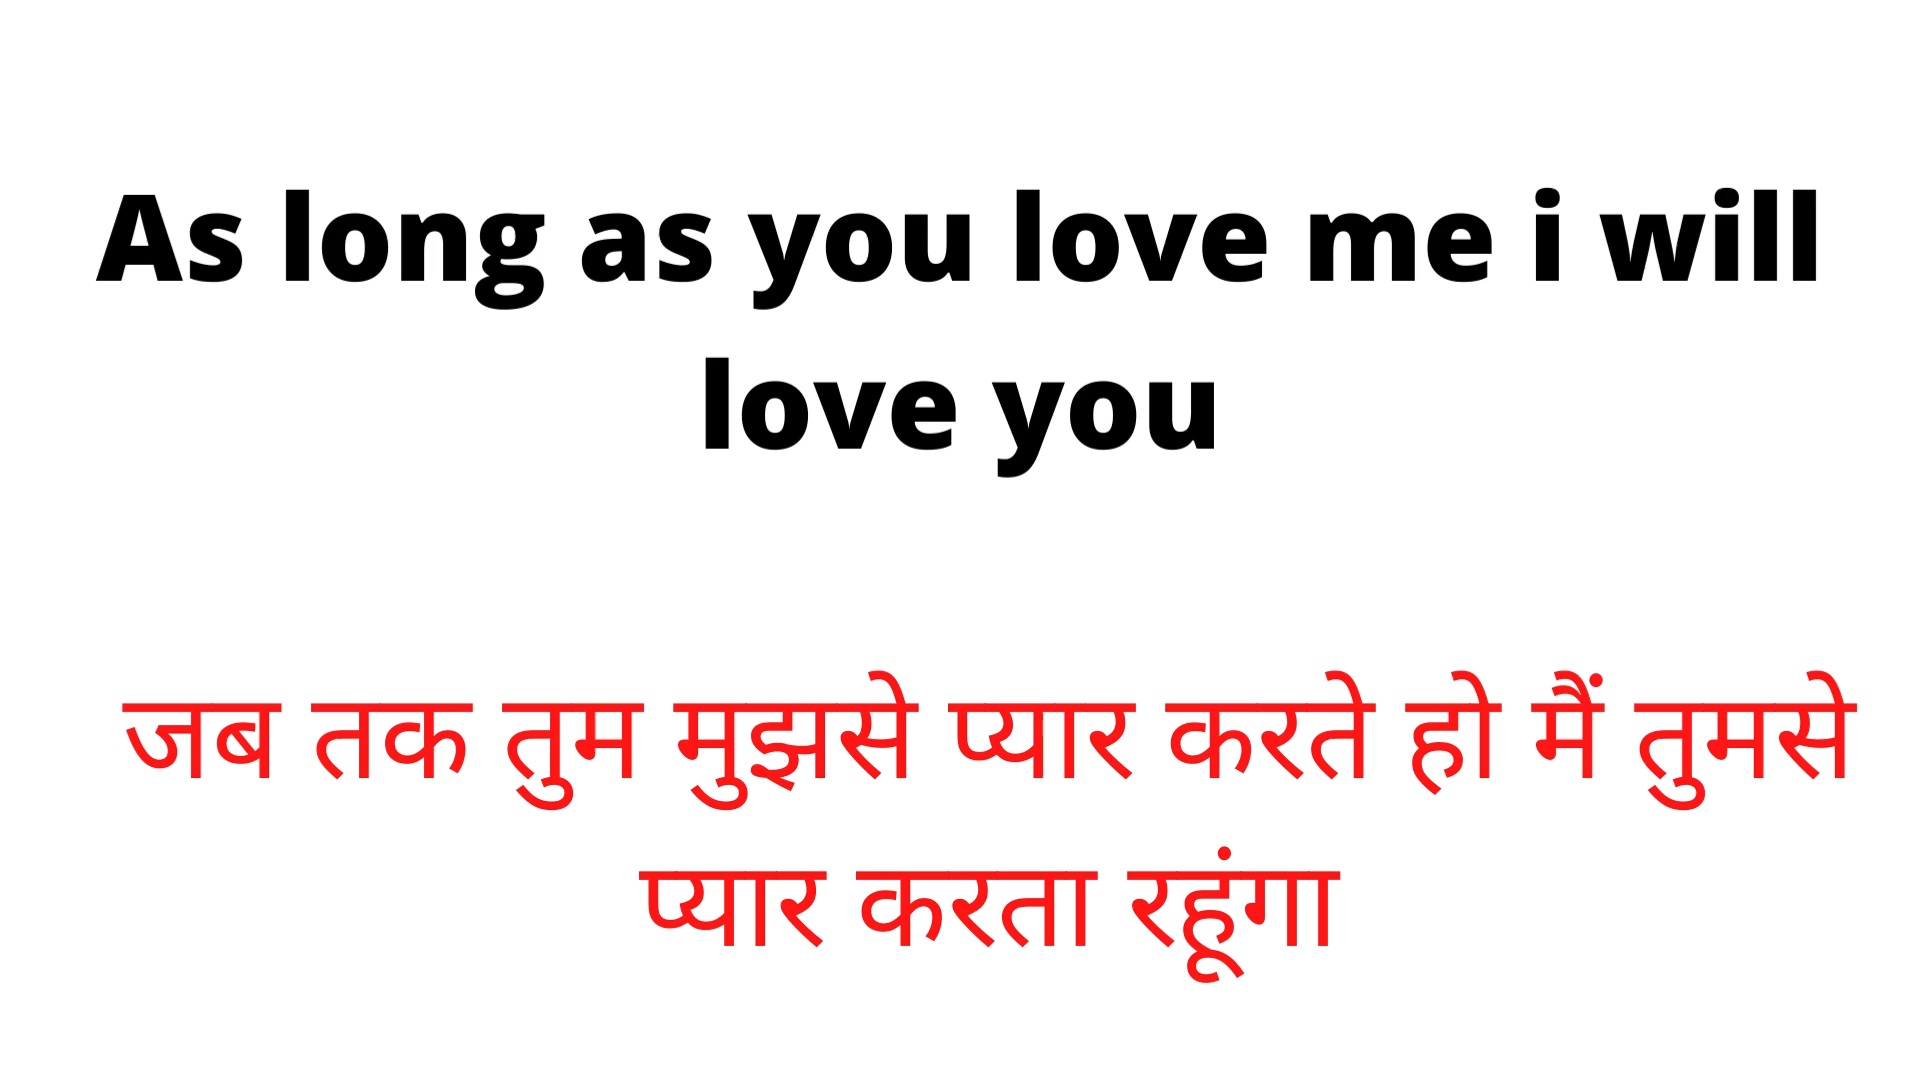 As long as you love me i will
love you
जब तक तुम मुझसे प्यार करते हो मैं तुमसे
प्यार करता रहूंगा